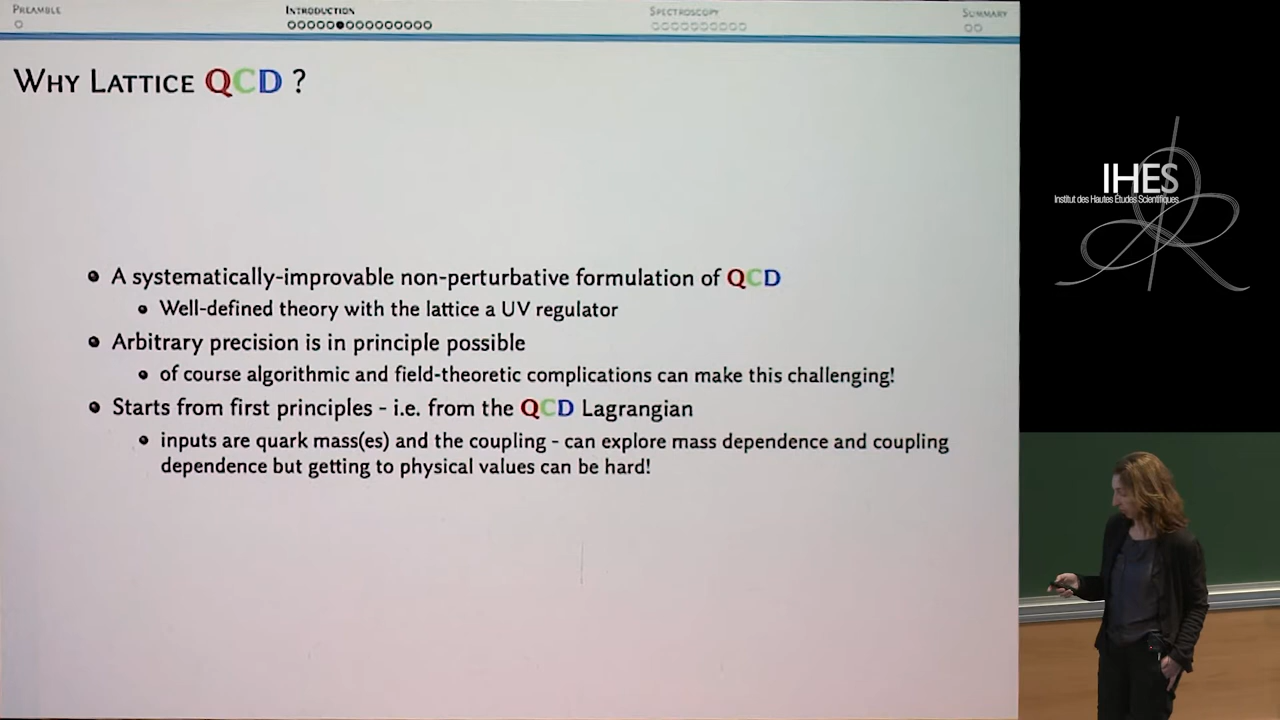 Preamble
Introduction
Spectroscopy
Summary
Why Lattice QCD ?
A systematically-improvable non-perturbative formulation of QCD
Well-defined theory with the lattice a UV regulator
Arbitrary precision is in principle possible
of course algorithmic and field-theoretic complications can make this challenging!
Starts from first principles - i.e. from the QCD Lagrangian
inputs are quark mass(es) and the coupling - can explore mass dependence and coupling
dependence but getting to physical values can be hard!
IHES
Institut des Hautes Études Scientifiques